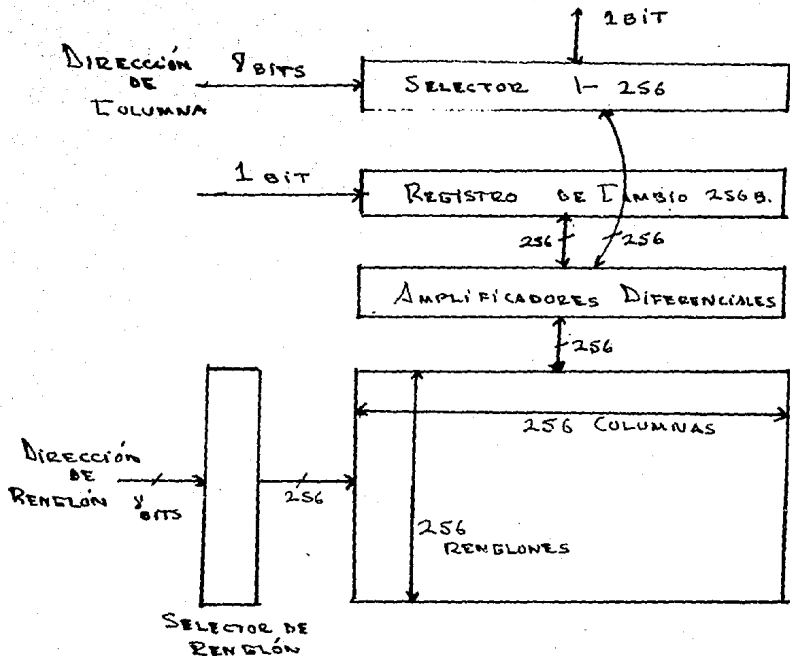 1 BIT
DIRECCIÓN
DE
COLUMNA
8 BITS
SELECTOR 1-256
1 BIT
REGISTRO DE CAMBIO 256 B.
256
256
AMPLIFICADORES DIFERENCIALES
256
256 COLUMNAS
DIRECCIÓN
DE
RENGLÓN
8 BITS
256
256
RENGLONES
SELECTOR DE
RENGLÓN